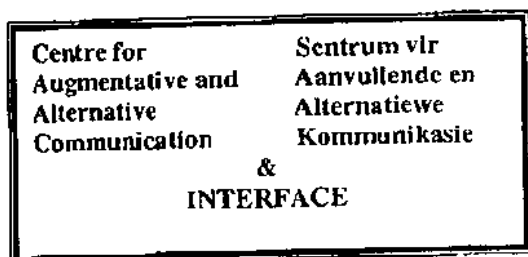 Centre for
Augmentative and
Alternative
Communication
Sentrum vir
Aanvullende en
Alternatiewe
Kommunikasie
&
INTERFACE